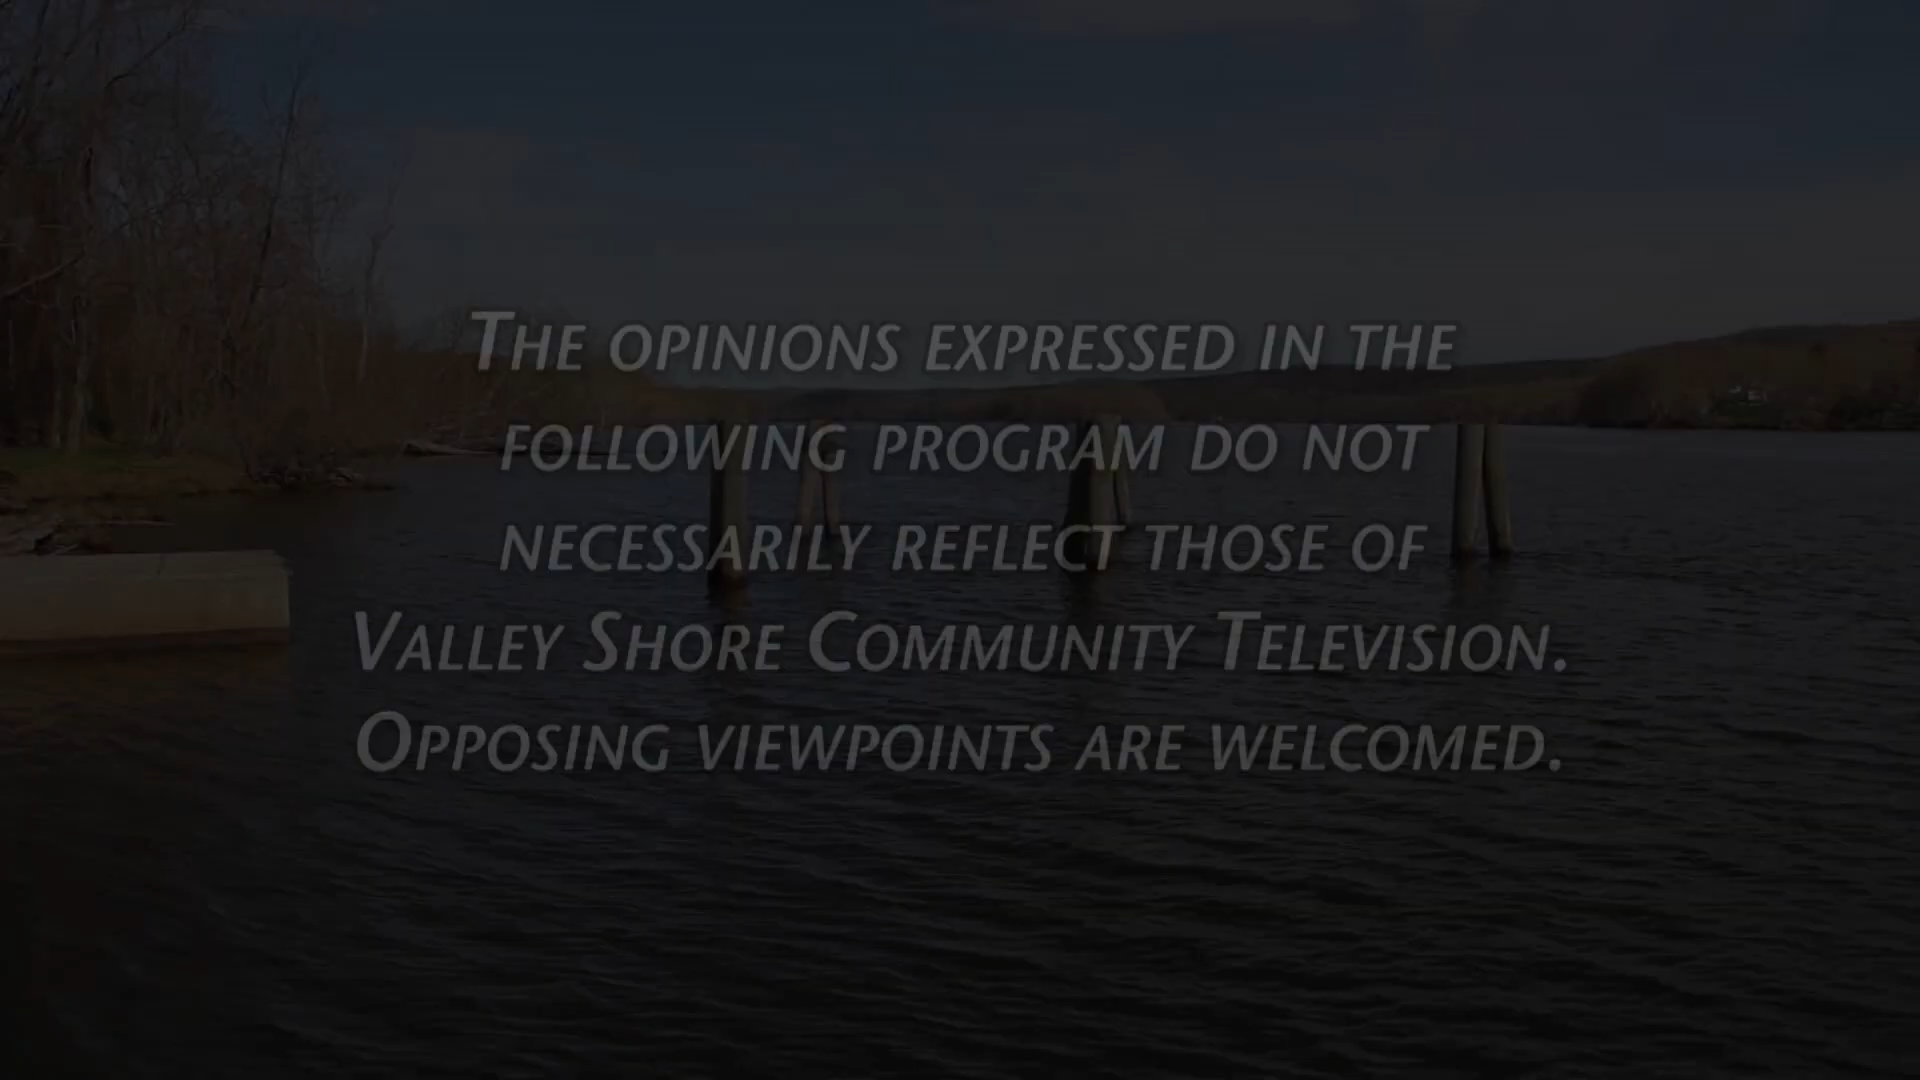 The opinions expressed in the
following program do not
necessarily reflect those of
Valley Shore Community Television.
Opposing viewpoints are welcomed.